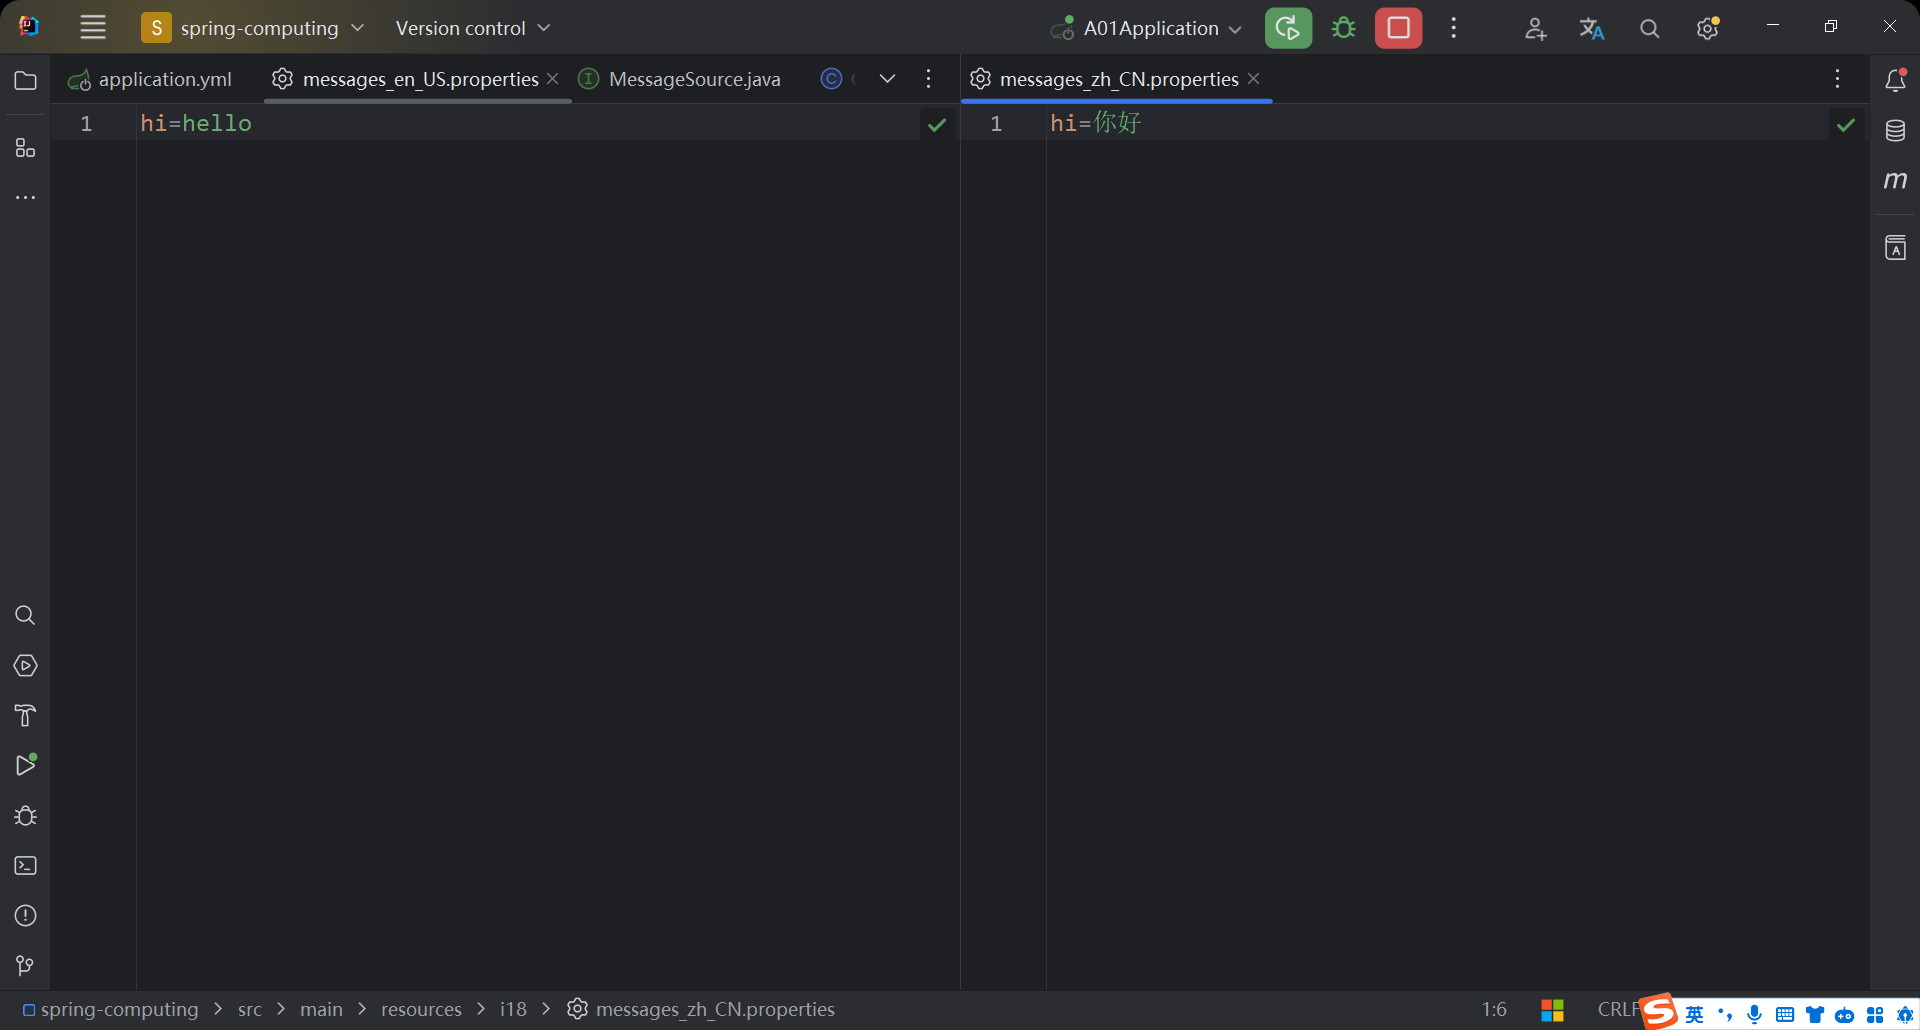 S spring-computing Version control A01Application
application.yml messages_en_US.properties MessageSource.java messages_zh_CN.properties
1 hi=hello
1 hi=你好
spring-computing > src > main > resources > i18 > messages_zh_CN.properties 1:6 CRLF 英